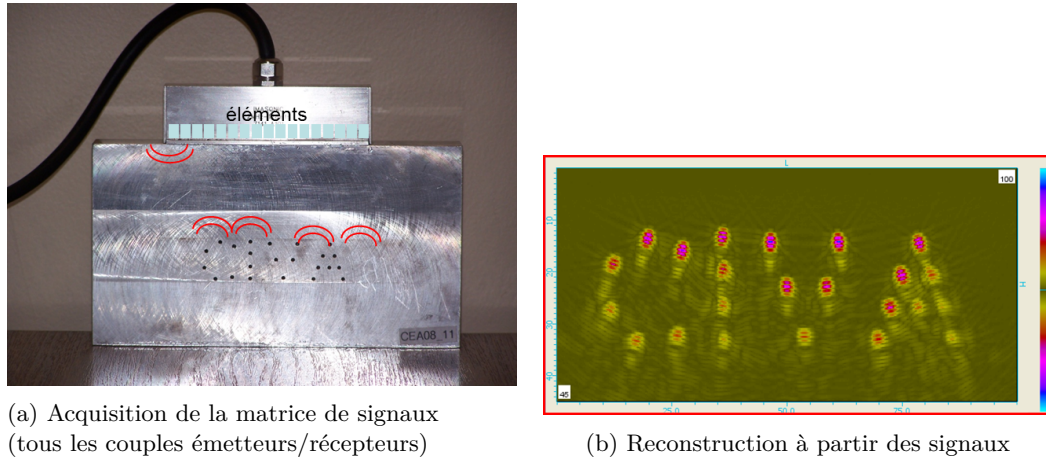 IMASONIC
éléments
CEA08_11
(a) Acquisition de la matrice de signaux
(tous les couples émetteurs/récepteurs)
L
100
10
20
30
40
H
45
25.0
50.0
75.0
(b) Reconstruction à partir des signaux